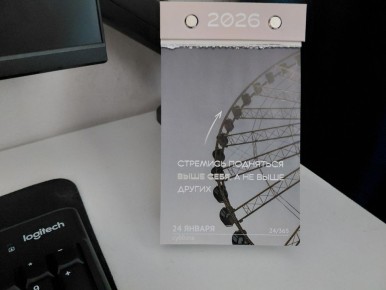 2026
СТРЕМИСЬ ПОДНЯТЬСЯ
ВЫШЕ СЕБЯ, А НЕ ВЫШЕ
ДРУГИХ
24 ЯНВАРЯ
24/365
logitech